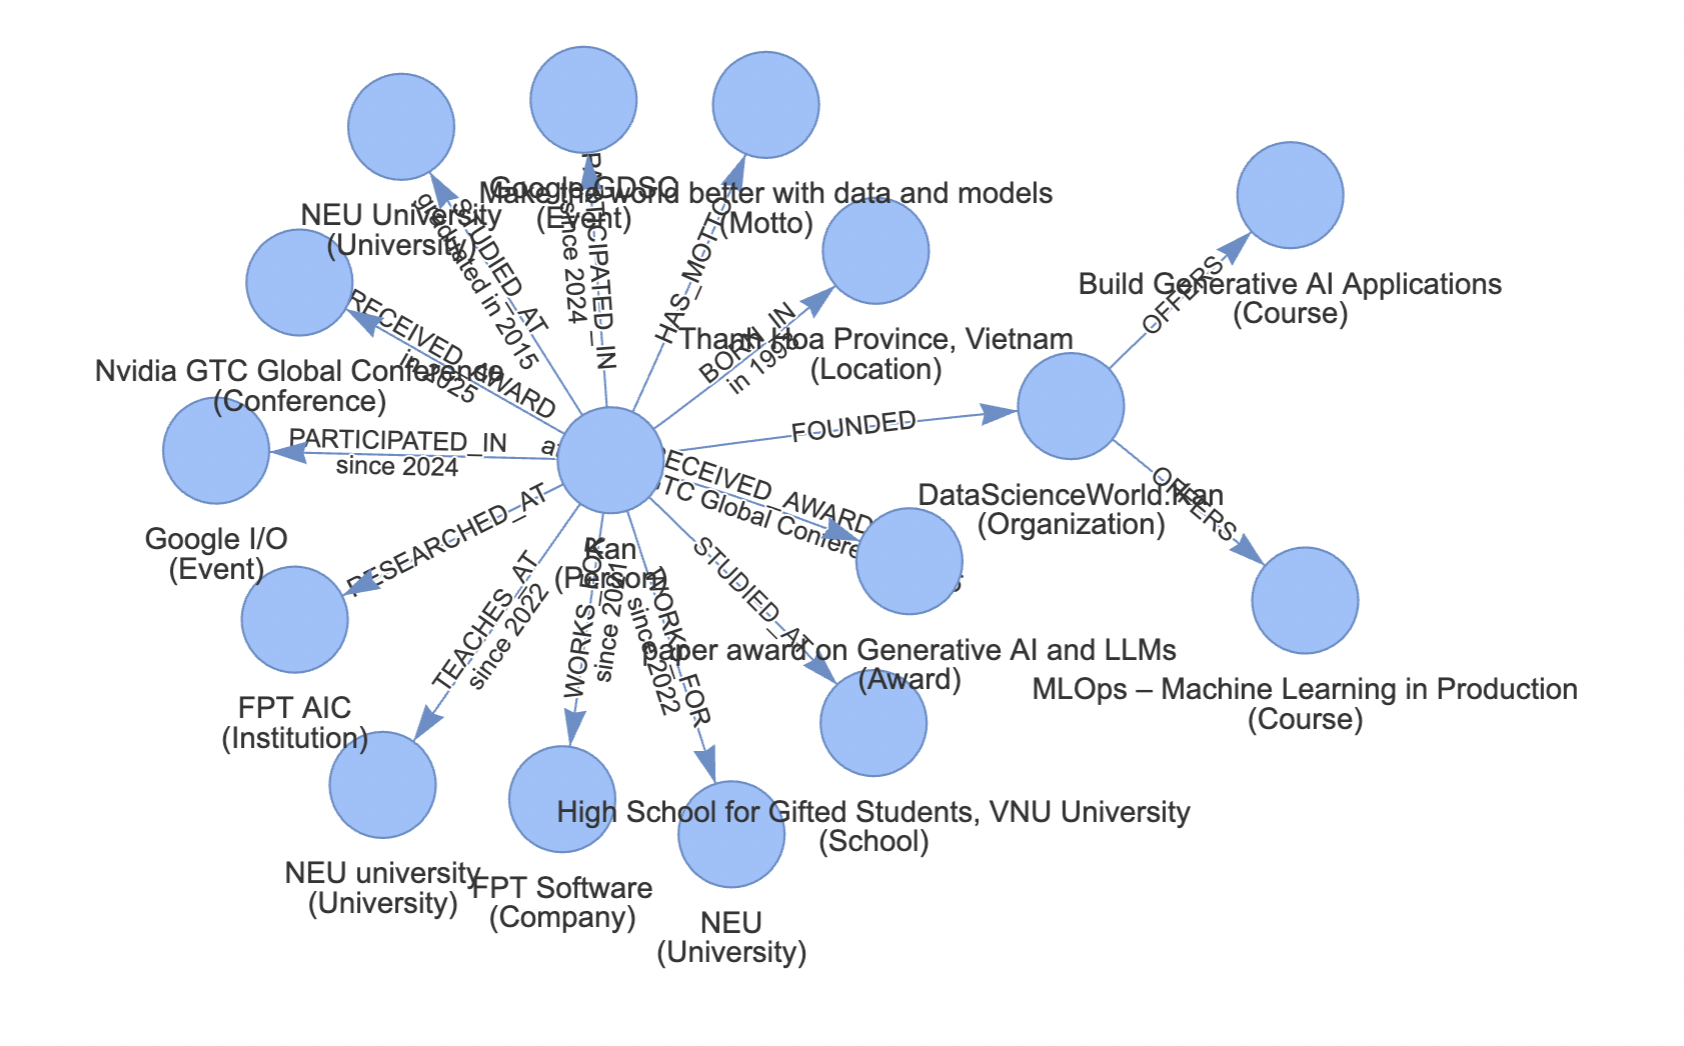 Google GDSC
(Event)
Make the world better with data and models
(Motto)
NEU University
(University)
PARTICIPATED_IN
since 2024
STUDIED_AT
graduated in 2015
HAS_MOTTO
Build Generative AI Applications
(Course)
OFFERS
RECEIVED_AWARD
in 2025
BORN_IN
in
Thanh Hoa Province, Vietnam
(Location)
Nvidia GTC Global Conference
(Conference)
FOUNDED
PARTICIPATED_IN
since 2024
RECEIVED_AWARD
GTC Global
DataScienceWorld.Kan
(Organization)
OFFERS
Google I/O
(Event)
RESEARCHED_AT
Kan
(Person)
TEACHES_AT
since 2022
WORKS_FOR
since
WORKS_FOR
since 2022
STUDIED_AT
paper award on Generative AI and LLMs
(Award)
MLOps – Machine Learning in Production
(Course)
FPT AIC
(Institution)
High School for Gifted Students, VNU University
(School)
NEU university
(University)
FPT Software
(Company)
NEU
(University)